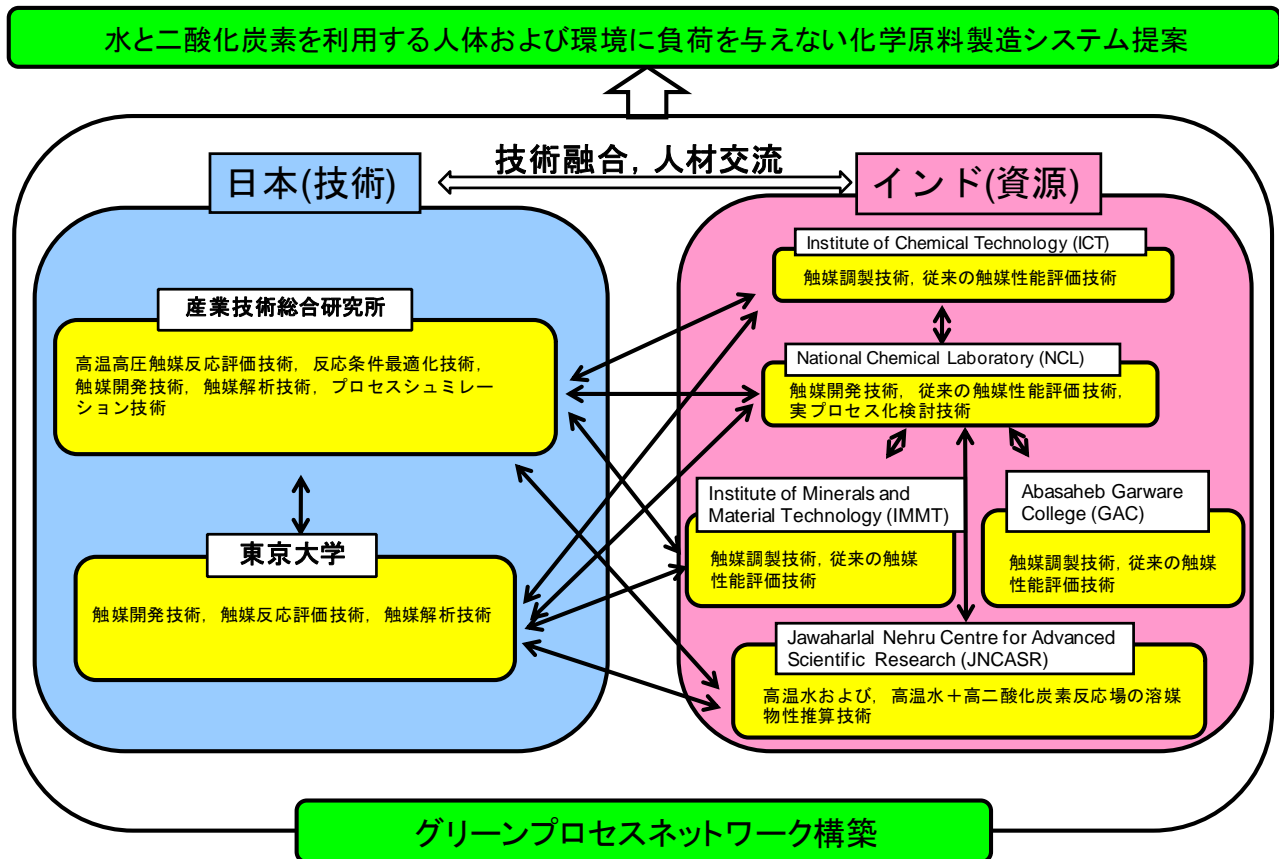 水と二酸化炭素を利用する人体および環境に負荷を与えない化学原料製造システム提案
技術融合，人材交流
日本(技術)
インド(資源)
産業技術総合研究所
高温高圧触媒反応評価技術，反応条件最適化技術，
触媒開発技術，触媒解析技術，プロセスシュミレー
ション技術
東京大学
触媒開発技術，触媒反応評価技術，触媒解析技術
Institute of Chemical Technology (ICT)
触媒調製技術，従来の触媒性能評価技術
National Chemical Laboratory (NCL)
触媒開発技術，従来の触媒性能評価技術，
実プロセス化検討技術
Institute of Minerals and
Material Technology (IMMT)
触媒調製技術，従来の触媒
性能評価技術
Abasaheb Garware
College (GAC)
触媒調製技術，従来の触媒
性能評価技術
Jawaharlal Nehru Centre for Advanced
Scientific Research (JNCASR)
高温水および，高温水＋高二酸化炭素反応場の溶媒
物性推算技術
グリーンプロセスネットワーク構築